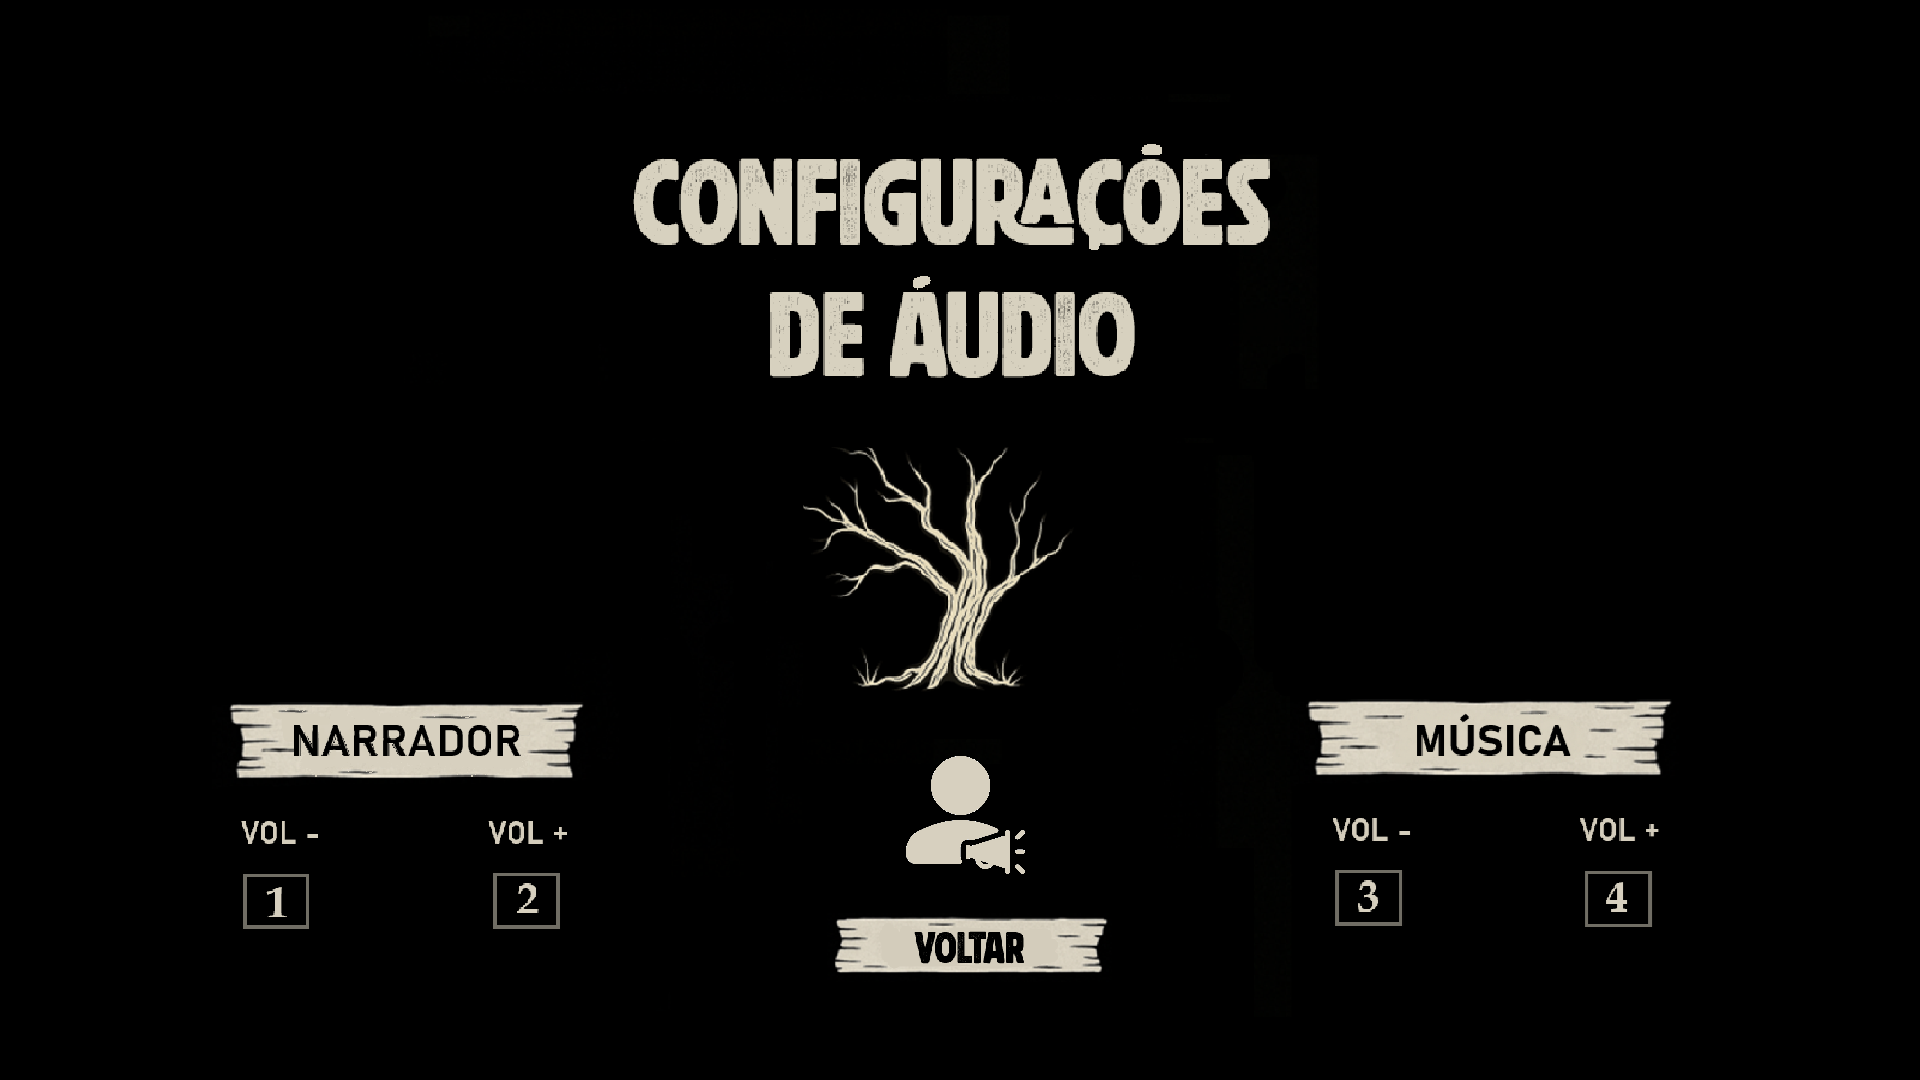 CONFIGURAÇÕES
DE ÁUDIO
NARRADOR
VOL -
VOL +
1
2
MÚSICA
VOL -
VOL +
3
4
VOLTAR